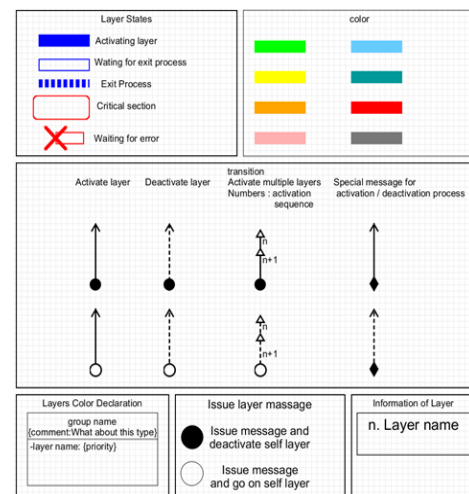 Layer States
Activating layer
Wating for exit process
Exit Process
Critical section
Waiting for error
color
Activate layer
Deactivate layer
transition
Activate multiple layers
Numbers : activation
sequence
Special message for
activation / deactivation process
n
n+1
n
n+1
Layers Color Declaration
group name
{comment:What about this type}
-layer name: {priority}
Issue layer massage
Issue message and
deactivate self layer
Issue message
and go on self layer
Information of Layer
n. Layer name